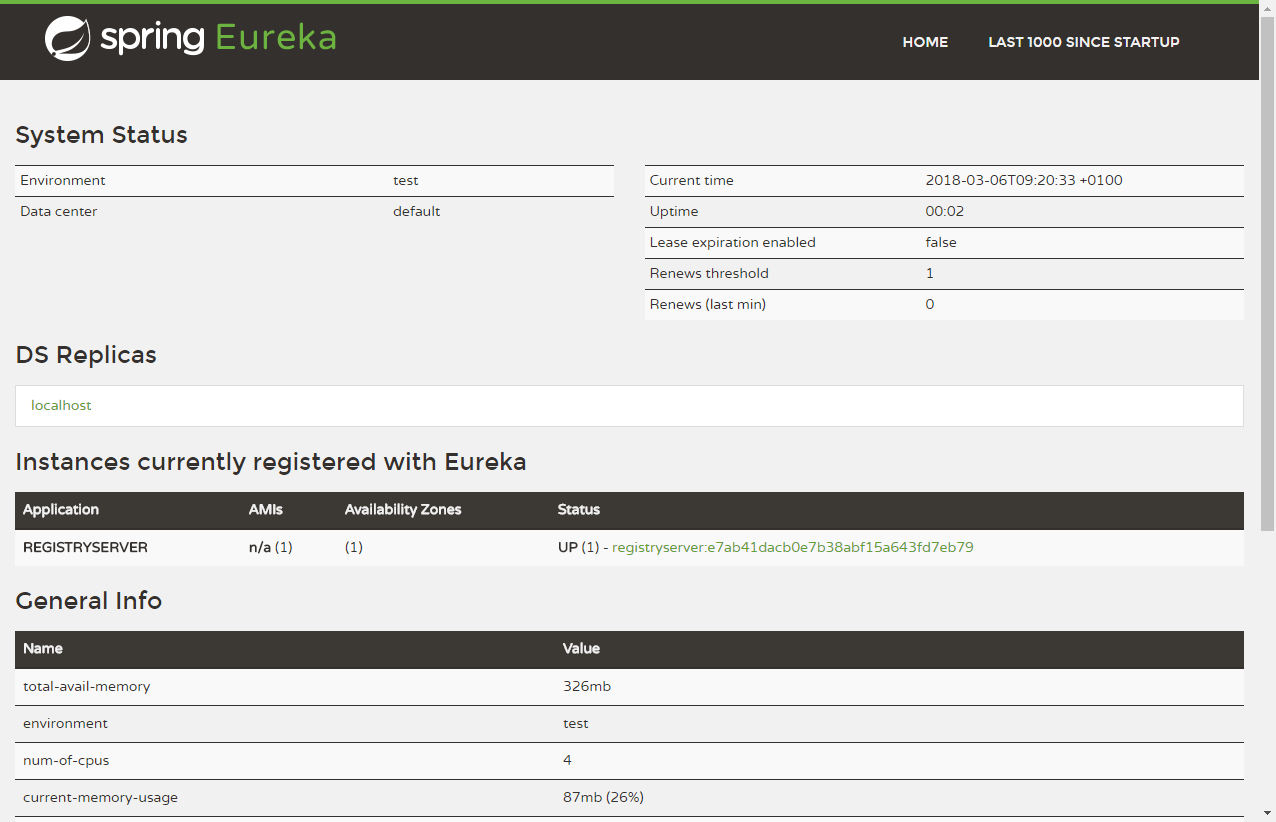 spring Eureka
HOME LAST 1000 SINCE STARTUP
System Status
Environment test
Data center default
Current time 2018-03-06T09:20:33 +0100
Uptime 00:02
Lease expiration enabled false
Renews threshold 1
Renews (last min) 0
DS Replicas
localhost
Instances currently registered with Eureka
Application AMIs Availability Zones Status
REGISTRYSERVER n/a (1) (1) UP (1) - registryserver:e7ab41dacb0e7b38abf15a643fd7eb79
General Info
Name Value
total-avail-memory 326mb
environment test
num-of-cpus 4
current-memory-usage 87mb (26%)